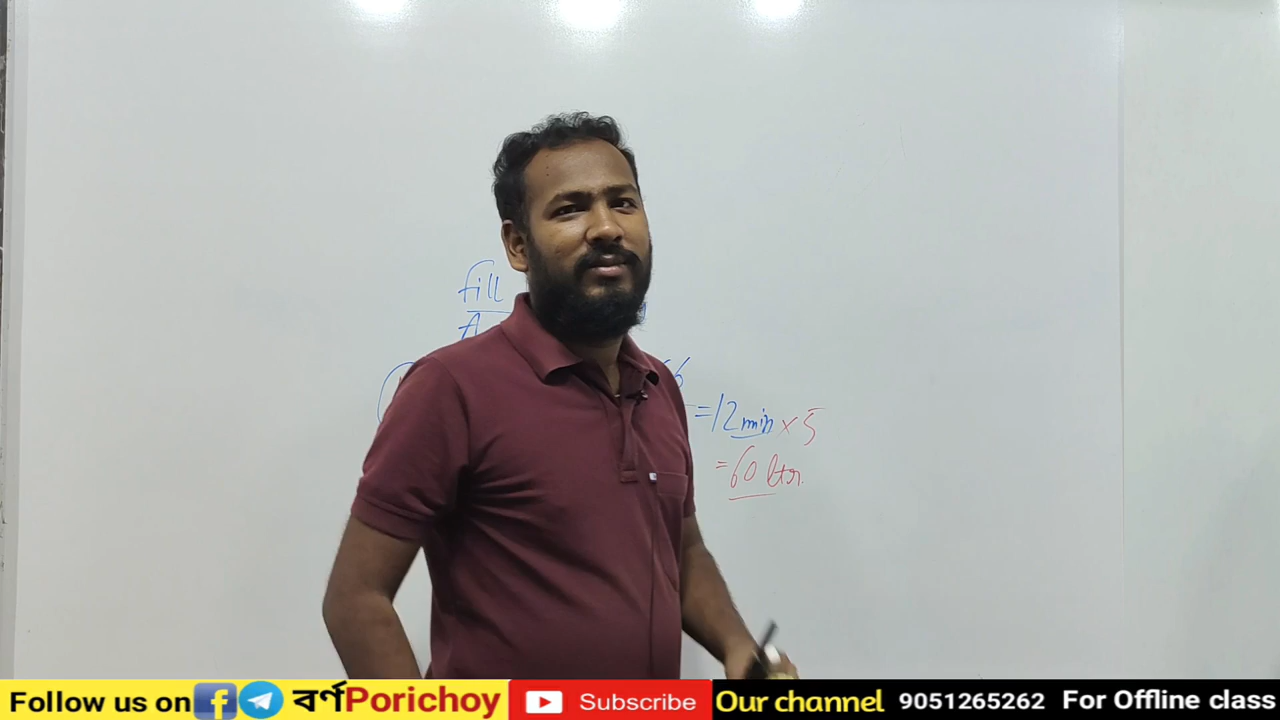 fill
A
=12 min × 5
=60 ltr.
Follow us on বর্ণPorichoy Subscribe Our channel 9051265262 For Offline class